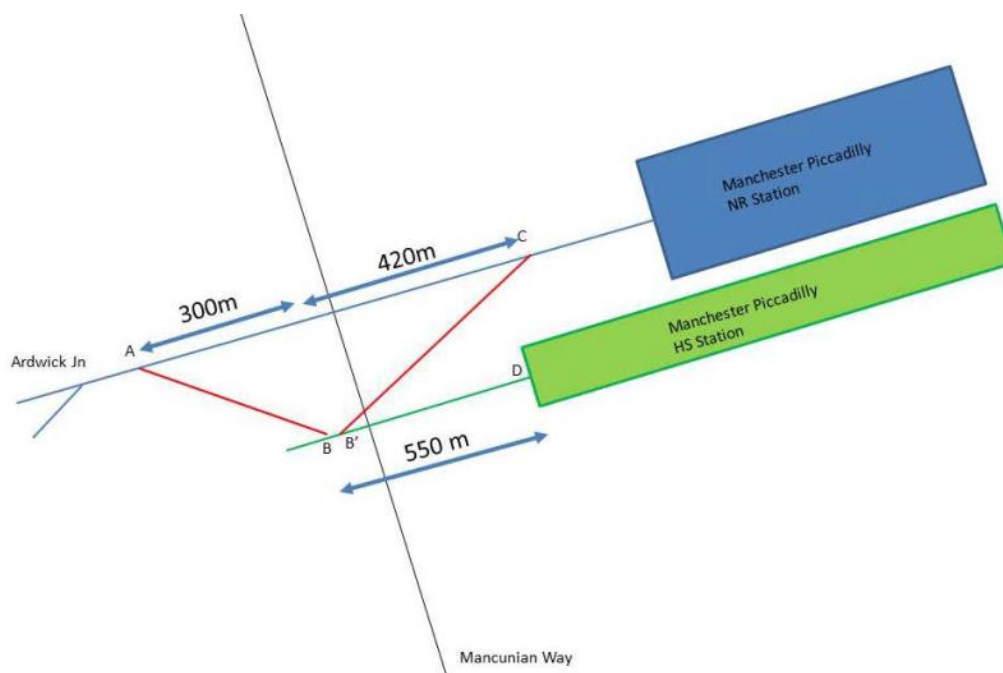 Manchester Piccadilly
NR Station
C
420m
300m
Manchester Piccadilly
HS Station
A
Ardwick Jn
D
B B’
550 m
Mancunian Way